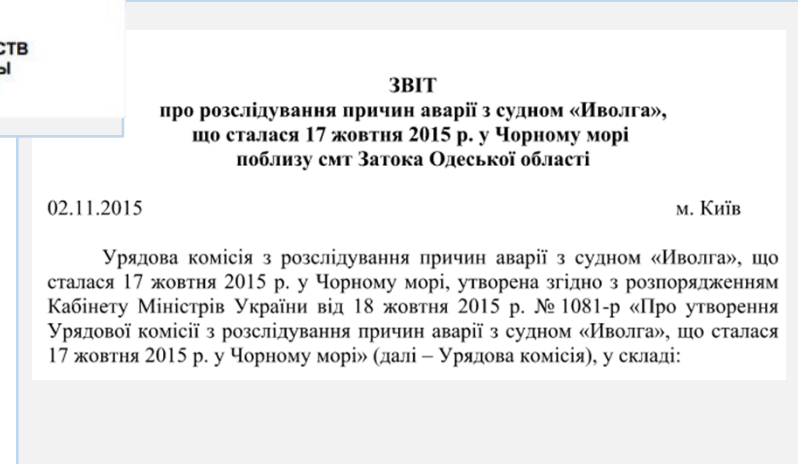 СТВ
Ы
ЗВІТ
про розслідування причин аварії з судном «Иволга»,
що сталася 17 жовтня 2015 р. у Чорному морі
поблизу смт Затока Одеської області
02.11.2015 м. Київ
Урядова комісія з розслідування причин аварії з судном «Иволга», що
сталася 17 жовтня 2015 р. у Чорному морі, утворена згідно з розпорядженням
Кабінету Міністрів України від 18 жовтня 2015 р. № 1081-р «Про утворення
Урядової комісії з розслідування причин аварії з судном «Иволга», що сталася
17 жовтня 2015 р. у Чорному морі» (далі – Урядова комісія), у складі: